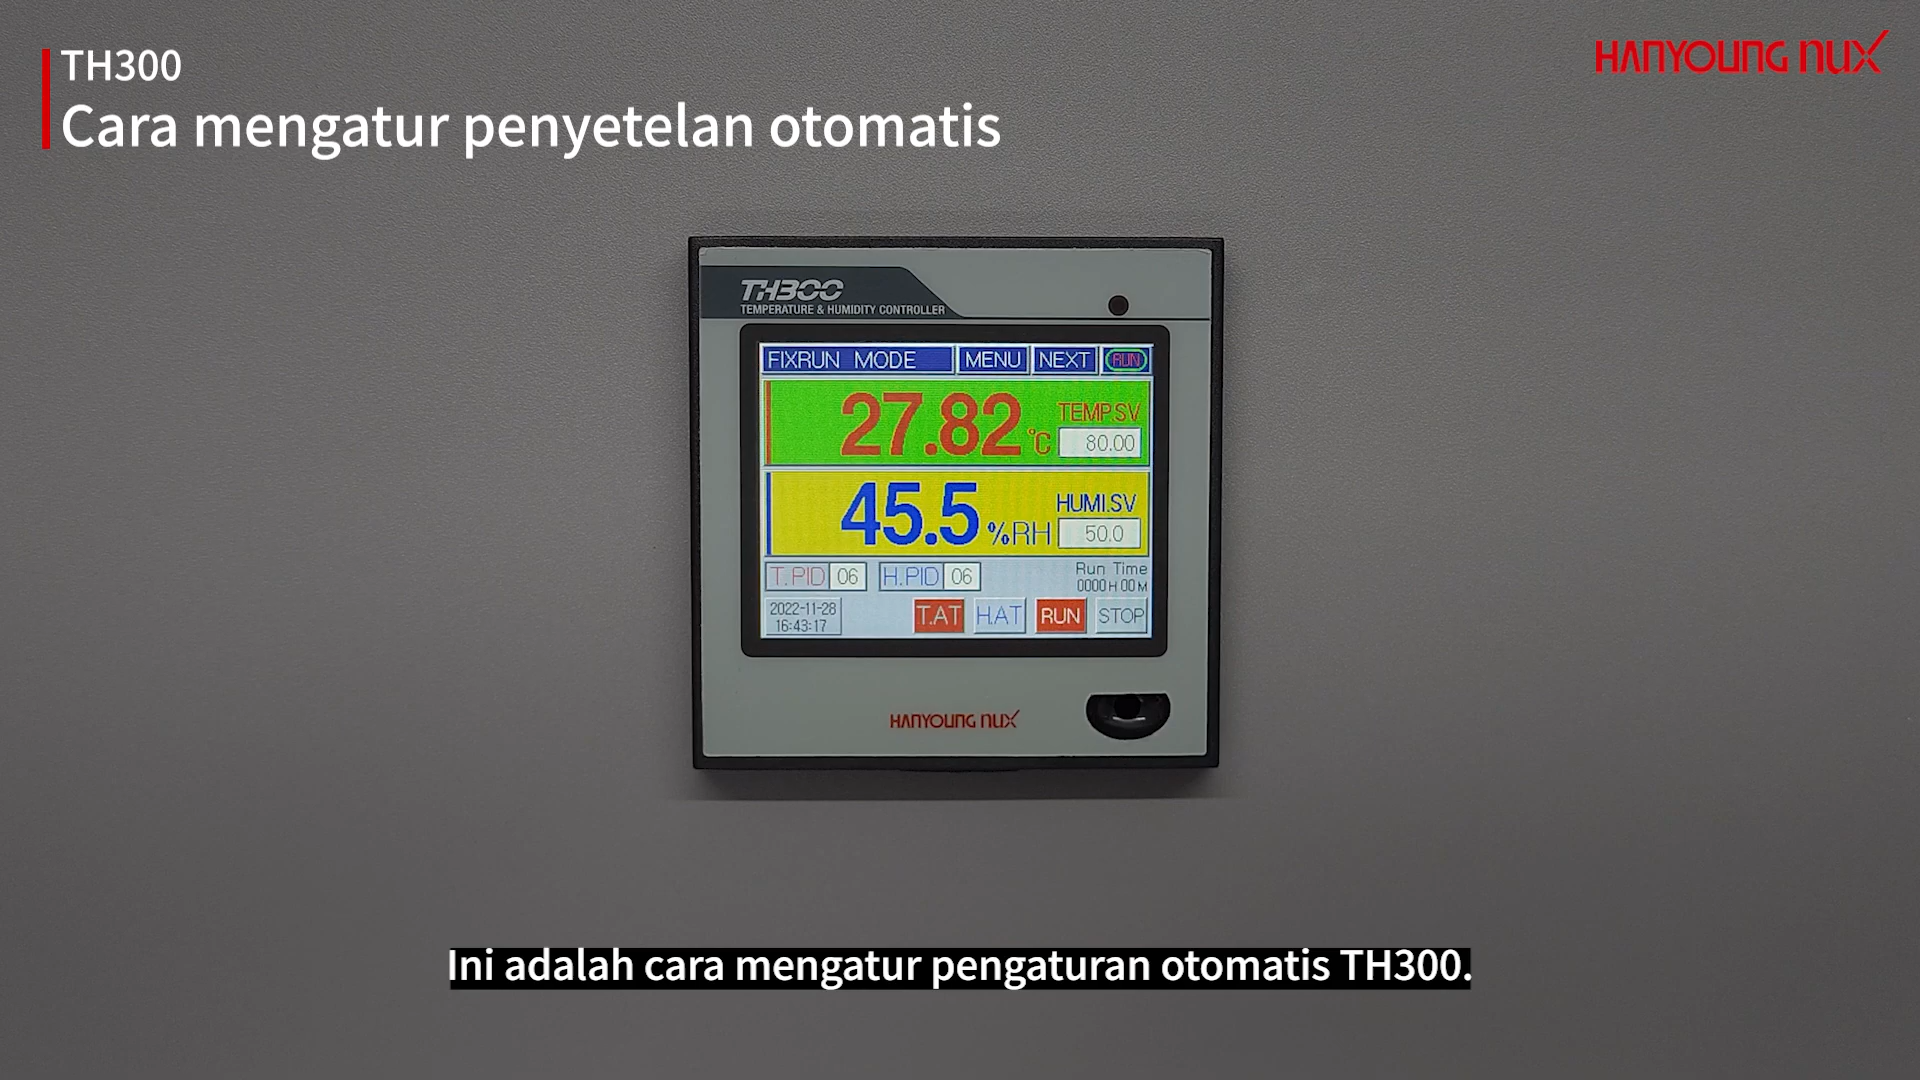 TH300
Cara mengatur penyetelan otomatis
HANYOUNG NUX
TH300
TEMPERATURE & HUMIDITY CONTROLLER
FIXRUN MODE MENU NEXT RUN
27.82 °C TEMP.SV 80.00
45.5 %RH HUMI.SV 50.0
T.PID 06 H.PID 06 Run Time
0000 H 00 M
2022-11-28
16:43:17
T.AT H.AT RUN STOP
HANYOUNG NUX
Ini adalah cara mengatur pengaturan otomatis TH300.